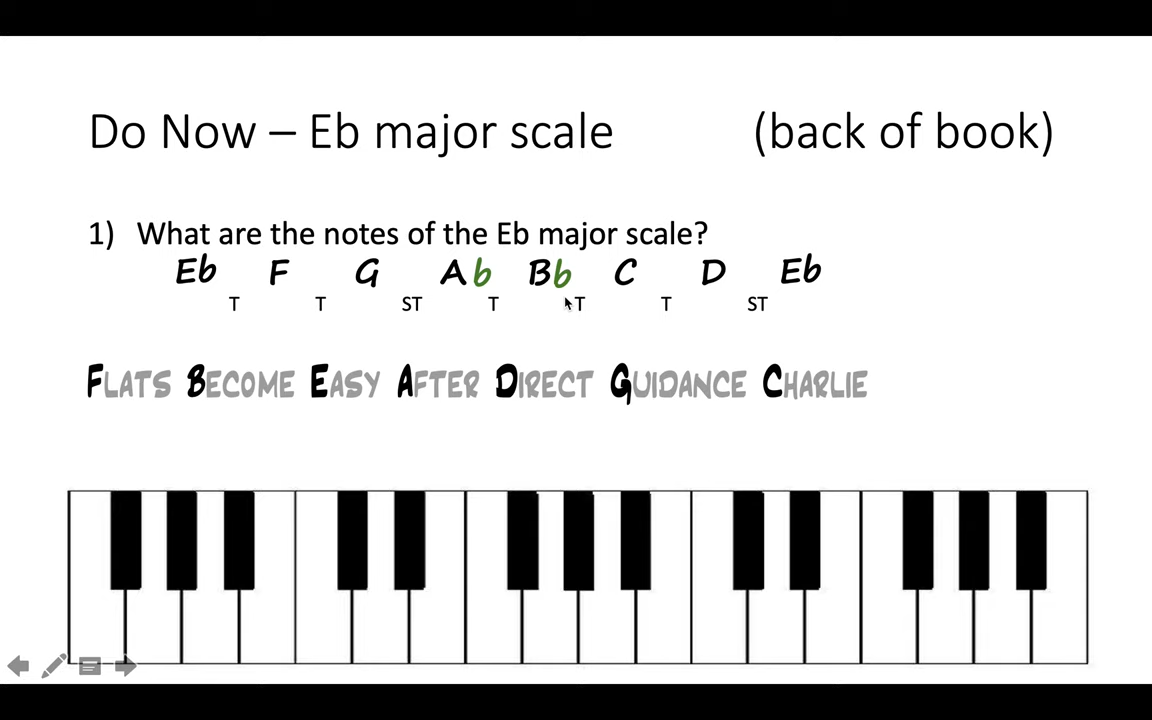 Do Now – Eb major scale (back of book)
1) What are the notes of the Eb major scale?
Eb F G Ab Bb C D Eb
T T ST T T T ST
FLATS BECOME EASY AFTER DIRECT GUIDANCE CHARLIE